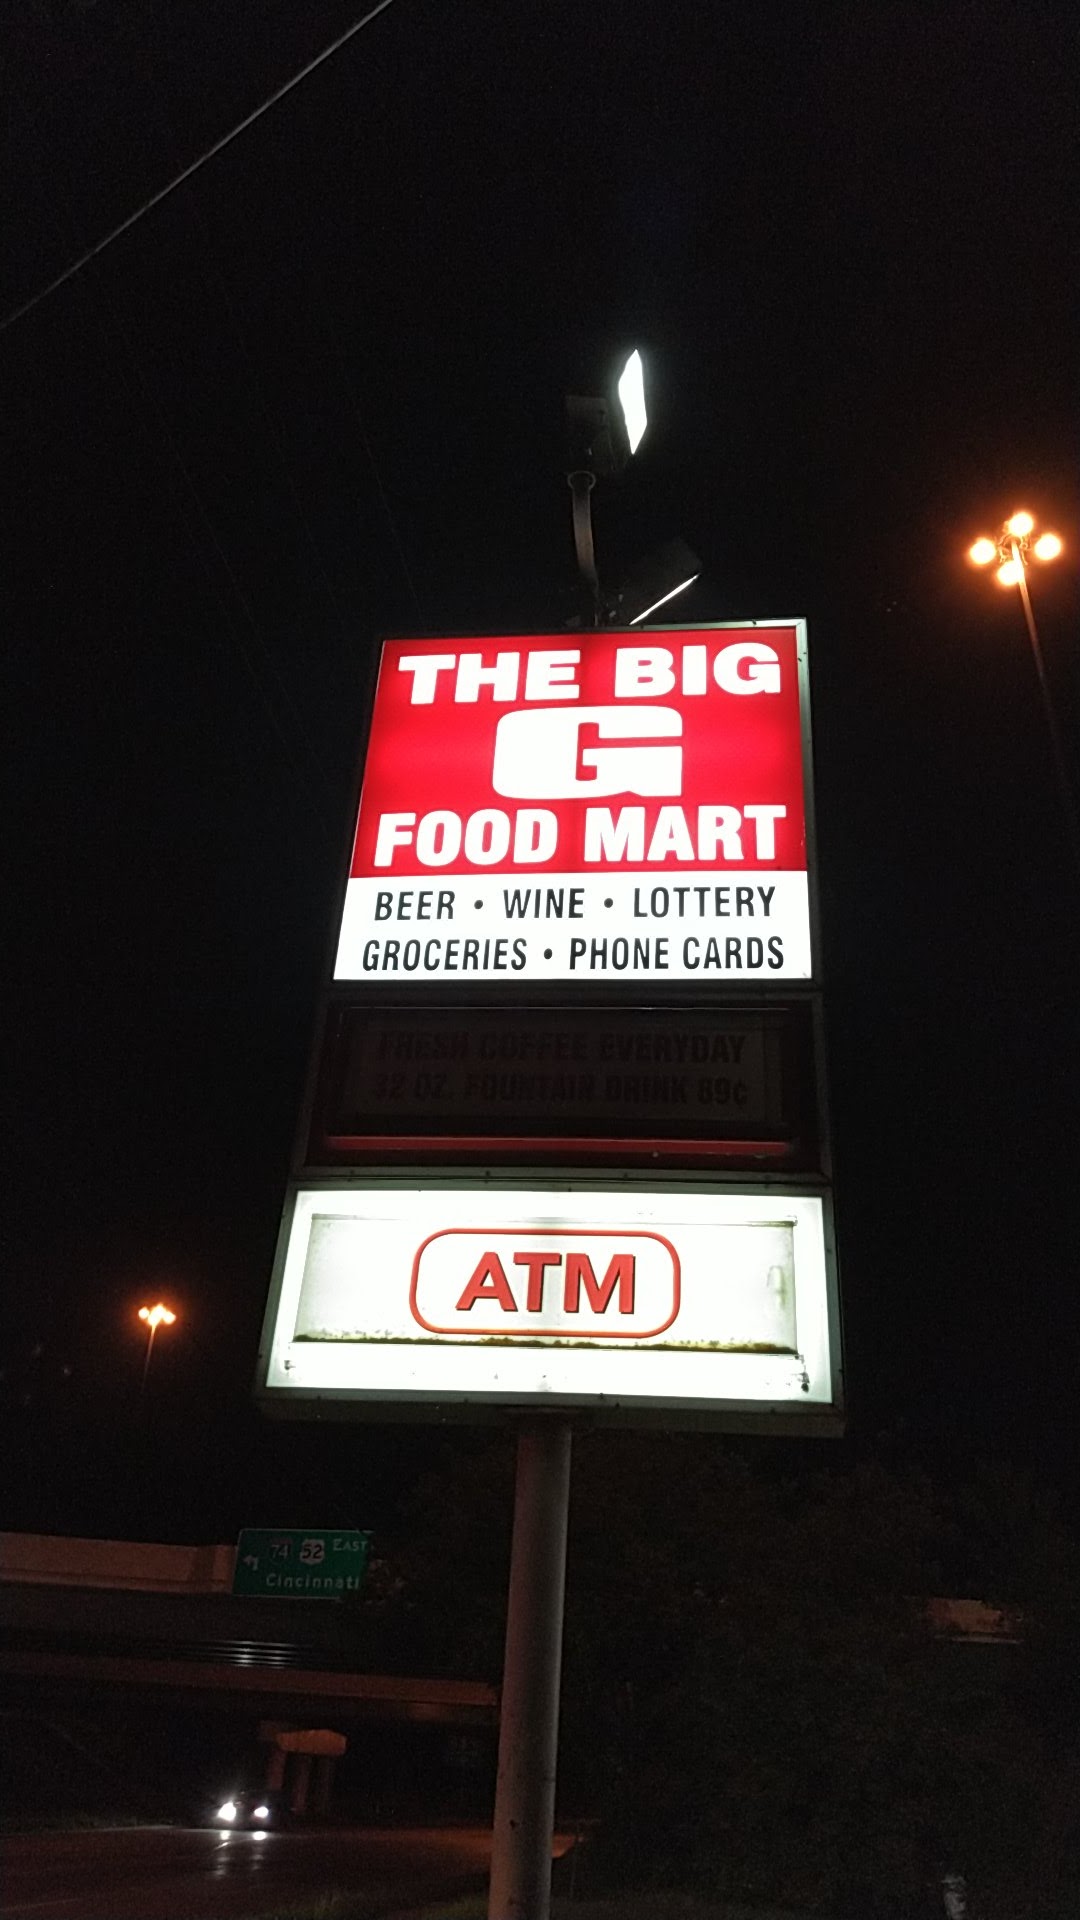 THE BIG
G
FOOD MART
BEER • WINE • LOTTERY
GROCERIES • PHONE CARDS
FRESH COFFEE EVERYDAY
32 OZ. FOUNTAIN DRINK 89¢
ATM
74 52 EAST
Cincinnati